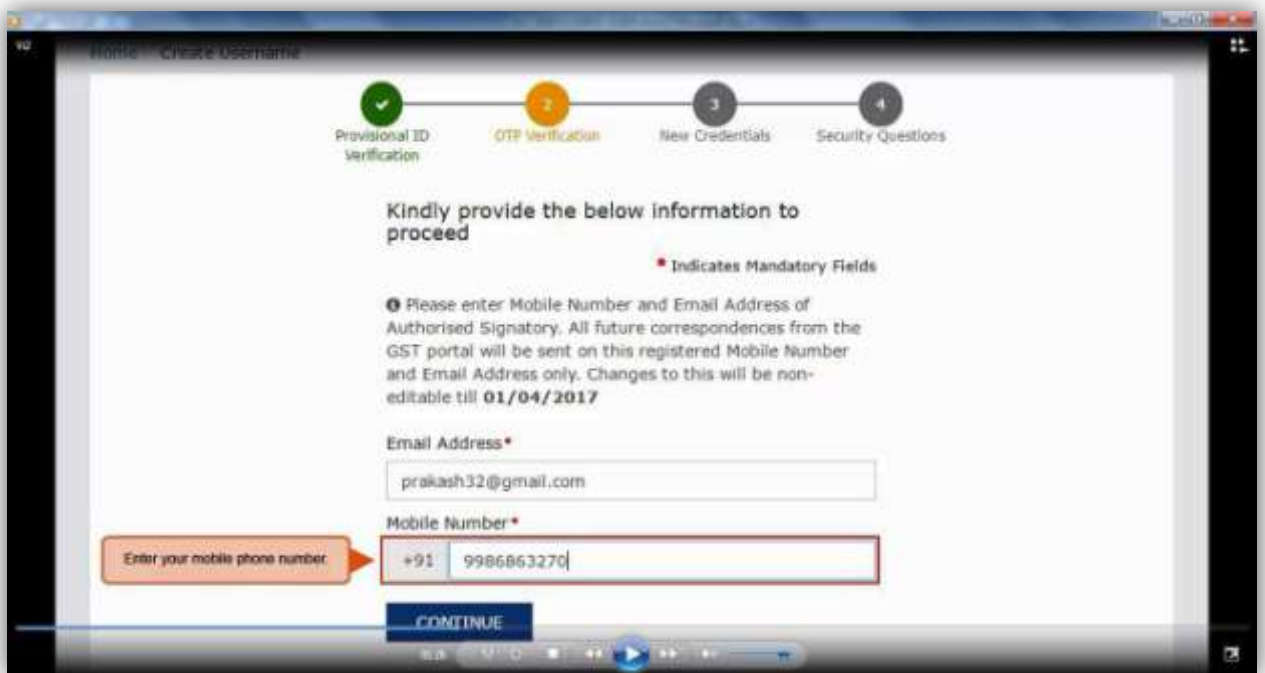 Home Create Username
2
3
4
Provisional ID
Verification
OTP Verification
New Credentials
Security Questions
Kindly provide the below information to
proceed
* Indicates Mandatory Fields
Please enter Mobile Number and Email Address of
Authorised Signatory. All future correspondences from the
GST portal will be sent on this registered Mobile Number
and Email Address only. Changes to this will be non-
editable till 01/04/2017
Email Address*
prakash32@gmail.com
Mobile Number*
Enter your mobile phone number.
+91 9986863270
CONTINUE